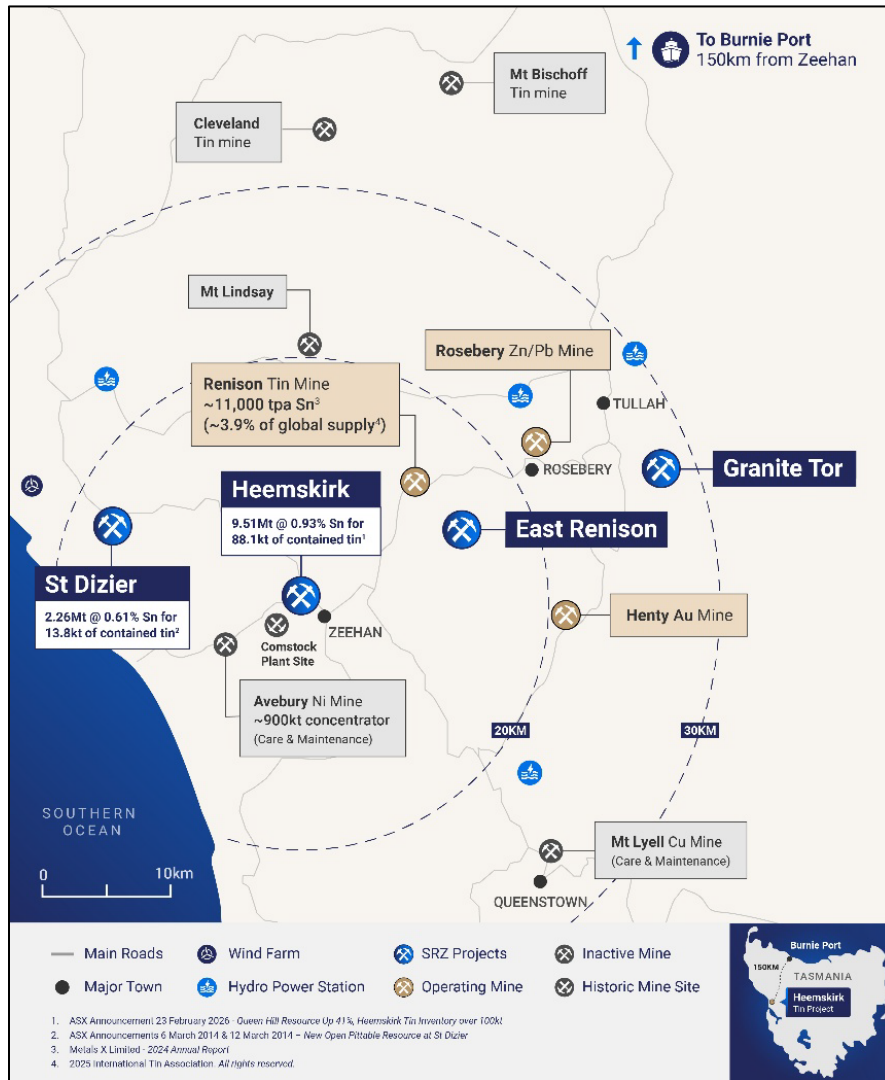 To Burnie Port
150km from Zeehan
Mt Bischoff
Tin mine
Cleveland
Tin mine
Mt Lindsay
Rosebery Zn/Pb Mine
Renison Tin Mine
~11,000 tpa Sn³
(~3.9% of global supply⁴)
TULLAH
ROSEBERY
Granite Tor
Heemskirk
9.51Mt @ 0.93% Sn for
88.1kt of contained tin¹
East Renison
St Dizier
2.26Mt @ 0.61% Sn for
13.8kt of contained tin²
Henty Au Mine
ZEEHAN
Comstock
Plant Site
Avebury Ni Mine
~900kt concentrator
(Care & Maintenance)
20KM
30KM
SOUTHERN
OCEAN
0 10km
Mt Lyell Cu Mine
(Care & Maintenance)
QUEENSTOWN
Main Roads
Wind Farm
SRZ Projects
Inactive Mine
Major Town
Hydro Power Station
Operating Mine
Historic Mine Site
1. ASX Announcement 23 February 2026 - Queen Hill Resource Up 41%, Heemskirk Tin Inventory over 100kt
2. ASX Announcements 6 March 2014 & 12 March 2014 – New Open Pittable Resource at St Dizier
3. Metals X Limited - 2024 Annual Report
4. 2025 International Tin Association. All rights reserved.
Burnie Port
150KM
TASMANIA
Heemskirk
Tin Project